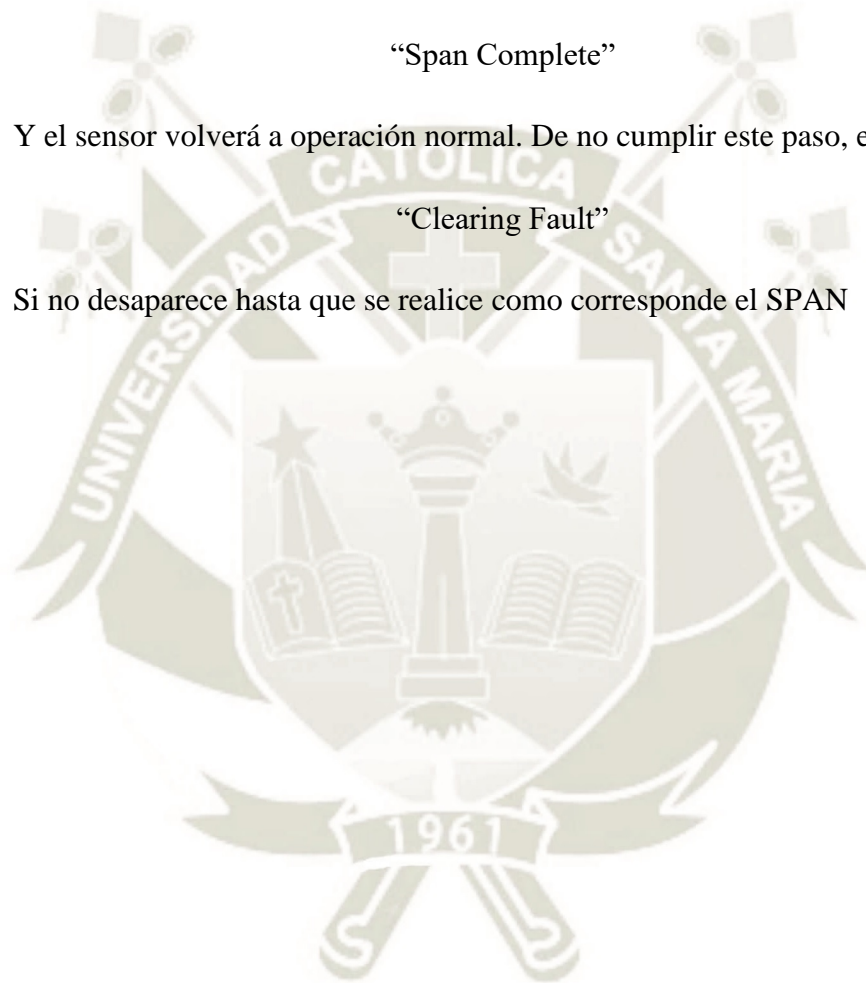 “Span Complete”
Y el sensor volverá a operación normal. De no cumplir este paso, e
“Clearing Fault”
Si no desaparece hasta que se realice como corresponde el SPAN
UNIVERSIDAD CATOLICA SANTA MARIA
1961